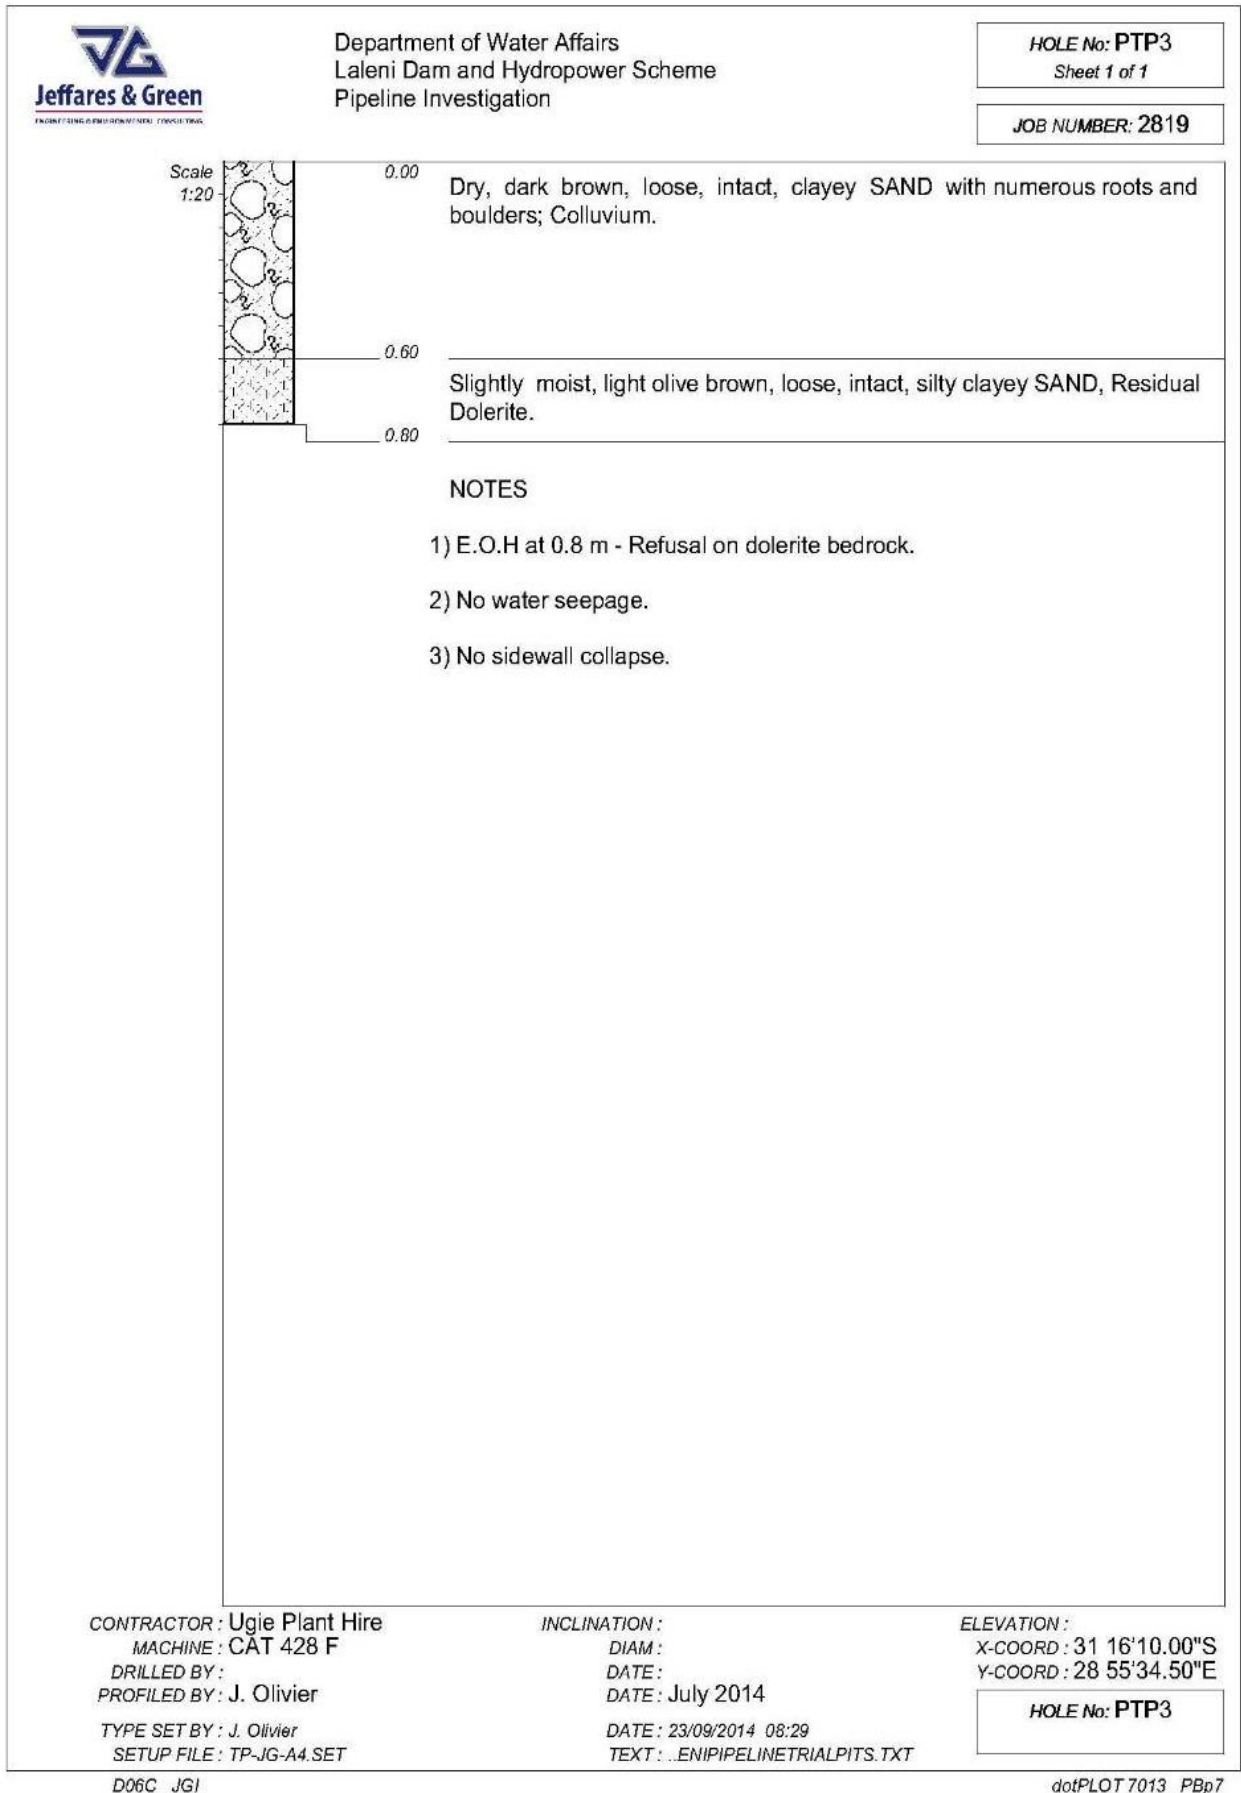 Jeffares & Green
ENGINEERING & ENVIRONMENTAL CONSULTING
Department of Water Affairs
Laleni Dam and Hydropower Scheme
Pipeline Investigation
HOLE No: PTP3
Sheet 1 of 1
JOB NUMBER: 2819
Scale
1:20
0.00
Dry, dark brown, loose, intact, clayey SAND with numerous roots and
boulders; Colluvium.
0.60
Slightly moist, light olive brown, loose, intact, silty clayey SAND, Residual
Dolerite.
0.80
NOTES
1) E.O.H at 0.8 m - Refusal on dolerite bedrock.
2) No water seepage.
3) No sidewall collapse.
CONTRACTOR : Ugie Plant Hire
MACHINE : CAT 428 F
DRILLED BY :
PROFILED BY : J. Olivier
TYPE SET BY : J. Olivier
SETUP FILE : TP-JG-A4.SET
INCLINATION :
DIAM :
DATE :
DATE : July 2014
DATE : 23/09/2014 08:29
TEXT : ..ENIPIPELINETRIALPITS.TXT
ELEVATION :
X-COORD : 31 16'10.00"S
Y-COORD : 28 55'34.50"E
HOLE No: PTP3
D06C JGI
dotPLOT 7013 PBp7